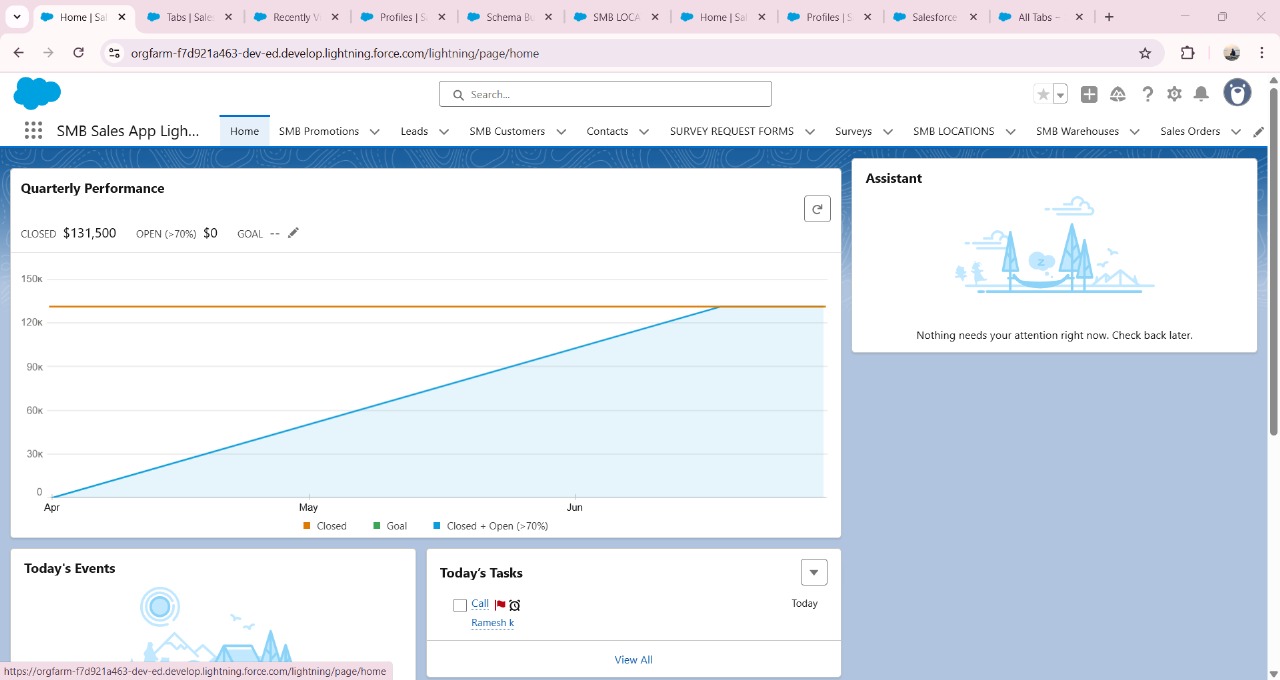 Home | Sal
Tabs | Sale
Recently V
Profiles | S
Schema Bu
SMB LOCA
Home | Sal
Profiles | S
Salesforce
All Tabs ~
orgfarm-f7d921a463-dev-ed.develop.lightning.force.com/lightning/page/home
Search...
SMB Sales App Ligh...
Home
SMB Promotions
Leads
SMB Customers
Contacts
SURVEY REQUEST FORMS
Surveys
SMB LOCATIONS
SMB Warehouses
Sales Orders
Quarterly Performance
CLOSED $131,500 OPEN (>70%) $0 GOAL --
150K
120K
90K
60K
30K
0
Apr May Jun
Closed Goal Closed + Open (>70%)
Assistant
Z
Nothing needs your attention right now. Check back later.
Today's Events
Today's Tasks
Call Today
Ramesh k
View All
https://orgfarm-f7d921a463-dev-ed.develop.lightning.force.com/lightning/page/home